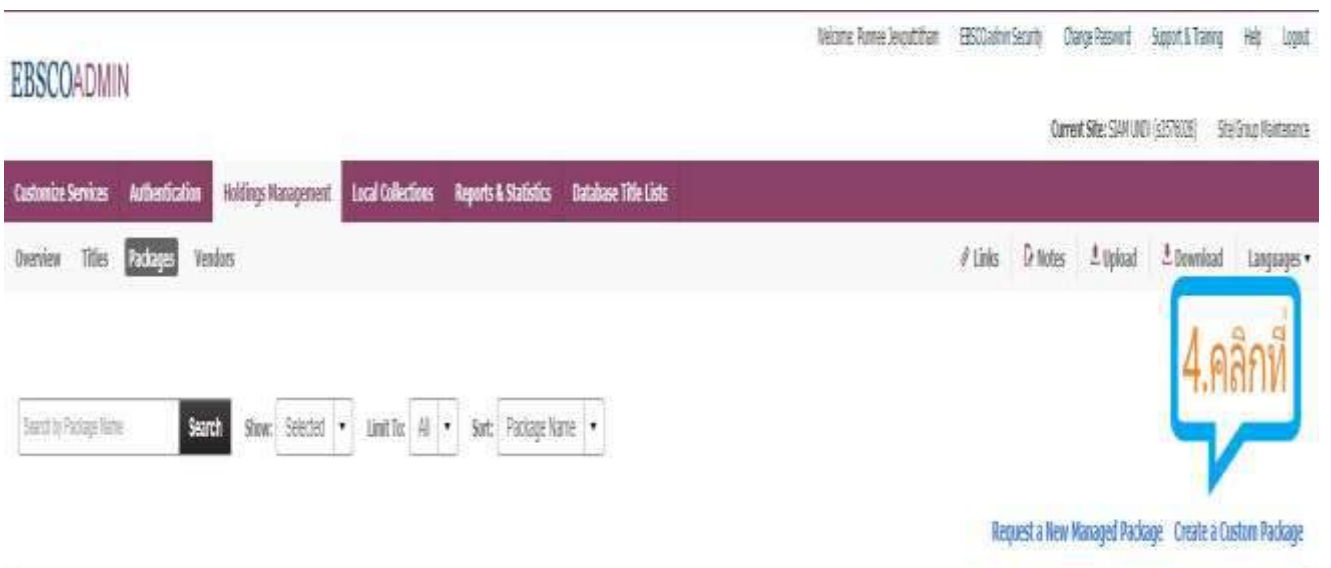 Welcome: Punnee Jewputtitham EBSCOadmin Security Change Password Support & Training Help Logout
EBSCOADMIN
Current Site: SIAM UNIV Site/Group Maintenance
Customize Services Authentication Holdings Management Local Collections Reports & Statistics Database Title Lists
Overview Titles Packages Vendors Links Notes Upload Download Languages
4.คลิกที่
Search by Package Name Search Show: Selected Limit To: All Sort: Package Name
Request a New Managed Package Create a Custom Package